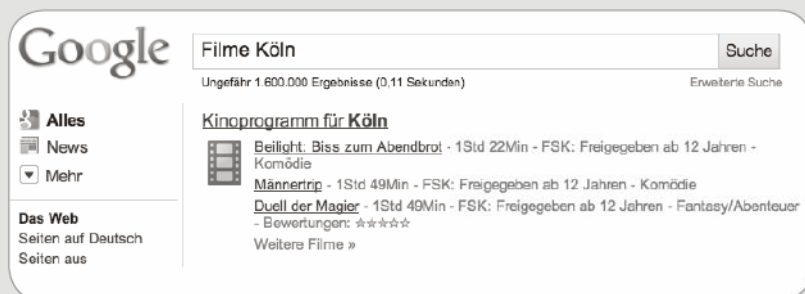 Google
Filme Köln
Suche
Ungefähr 1.600.000 Ergebnisse (0,11 Sekunden)
Erweiterte Suche
Alles
News
Mehr
Das Web
Seiten auf Deutsch
Seiten aus
Kinoprogramm für Köln
Beilight: Biss zum Abendbrot - 1Std 22Min - FSK: Freigegeben ab 12 Jahren -
Komödie
Männertrip - 1Std 49Min - FSK: Freigegeben ab 12 Jahren - Komödie
Duell der Magier - 1Std 49Min - FSK: Freigegeben ab 12 Jahren - Fantasy/Abenteuer
- Bewertungen: ☆☆☆☆☆
Weitere Filme »